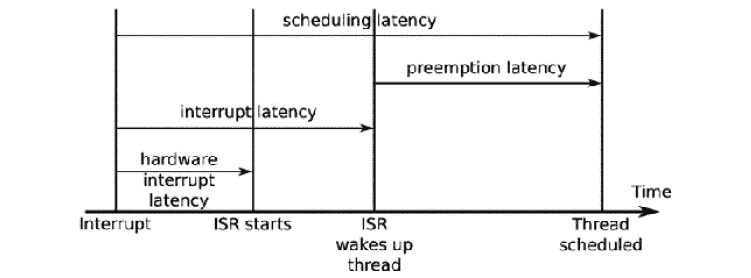 scheduling latency
preemption latency
interrupt latency
hardware
interrupt
latency
Time
Interrupt
ISR starts
ISR
wakes up
thread
Thread
scheduled